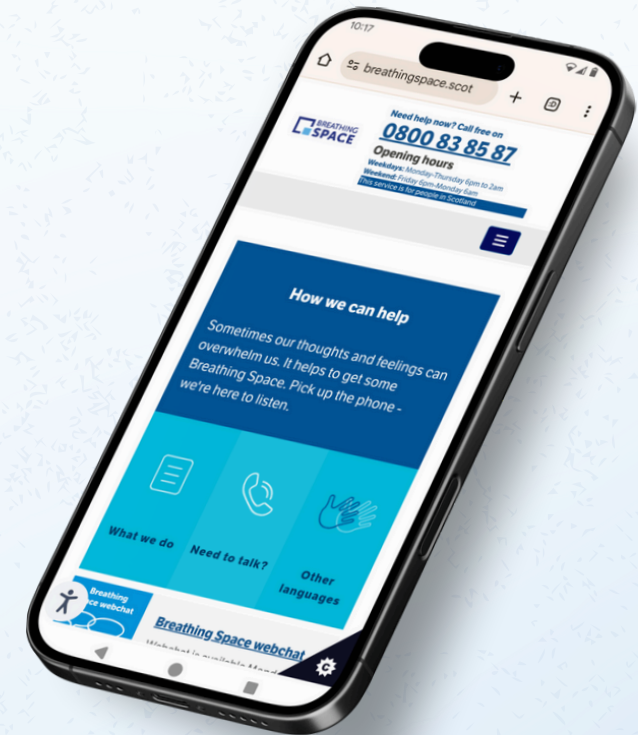 10:17
breathingspace.scot
:D
BREATHING
SPACE
Need help now? Call free on
0800 83 85 87
Opening hours
Weekdays: Monday-Thursday 6pm to 2am
Weekend: Friday 6pm-Monday 6am
This service is for people in Scotland
How we can help
Sometimes our thoughts and feelings can
overwhelm us. It helps to get some
Breathing Space. Pick up the phone -
we're here to listen.
What we do
Need to talk?
Other
languages
Breathing
webchat
Breathing Space webchat
Webchat is available